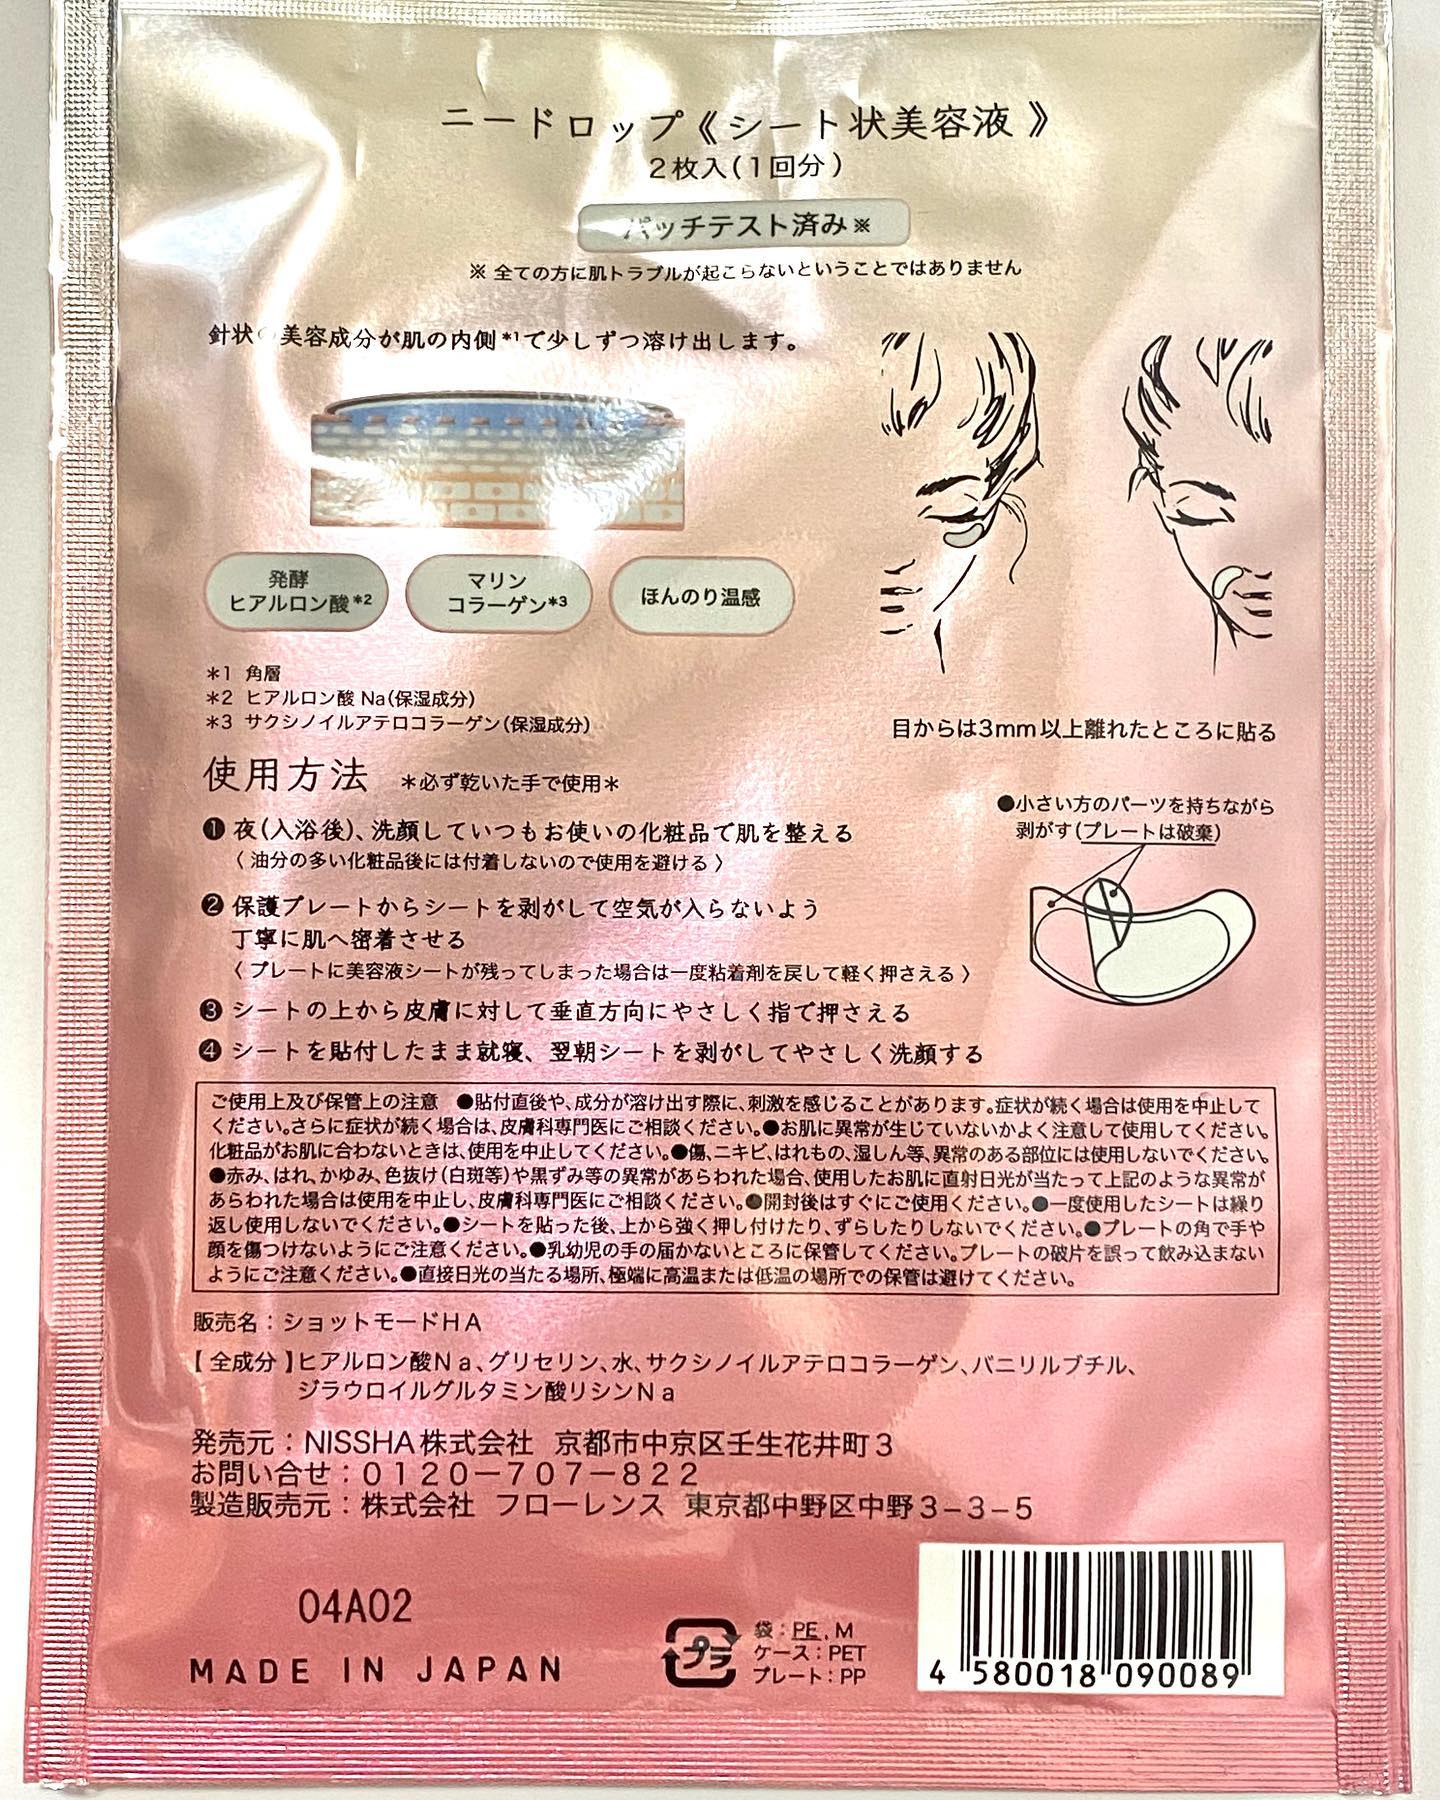 ニードロップ《シート状美容液》
2枚入(1回分)
パッチテスト済み※
※ 全ての方に肌トラブルが起こらないということではありません
針状の美容成分が肌の内側*1で少しずつ溶け出します。
発酵
ヒアルロン酸*2
マリン
コラーゲン*3
ほんのり温感
*1 角層
*2 ヒアルロン酸 Na(保湿成分)
*3 サクシノイルアテロコラーゲン(保湿成分)
目からは3mm以上離れたところに貼る
使用方法 *必ず乾いた手で使用*
❶ 夜(入浴後)、洗顔していつもお使いの化粧品で肌を整える
〈 油分の多い化粧品後には付着しないので使用を避ける 〉
❷ 保護プレートからシートを剥がして空気が入らないよう
丁寧に肌へ密着させる
〈 プレートに美容液シートが残ってしまった場合は一度粘着剤を戻して軽く押さえる 〉
❸ シートの上から皮膚に対して垂直方向にやさしく指で押さえる
❹ シートを貼付したまま就寝、翌朝シートを剥がしてやさしく洗顔する
●小さい方のパーツを持ちながら
剥がす(プレートは破棄)
ご使用上及び保管上の注意 ●貼付直後や、成分が溶け出す際に、刺激を感じることがあります。症状が続く場合は使用を中止して
ください。さらに症状が続く場合は、皮膚科専門医にご相談ください。●お肌に異常が生じていないかよく注意して使用してください。
化粧品がお肌に合わないときは、使用を中止してください。●傷、ニキビ、はれもの、湿しん等、異常のある部位には使用しないでください。
●赤み、はれ、かゆみ、色抜け(白斑等)や黒ずみ等の異常があらわれた場合、使用したお肌に直射日光が当たって上記のような異常が
あらわれた場合は使用を中止し、皮膚科専門医にご相談ください。●開封後はすぐにご使用ください。●一度使用したシートは繰り
返し使用しないでください。●シートを貼った後、上から強く押し付けたり、ずらしたりしないでください。●プレートの角で手や
顔を傷つけないようにご注意ください。●乳幼児の手の届かないところに保管してください。プレートの破片を誤って飲み込まない
ようにご注意ください。●直接日光の当たる場所、極端に高温または低温の場所での保管は避けてください。
販売名：ショットモードＨＡ
【全成分】ヒアルロン酸Ｎａ、グリセリン、水、サクシノイルアテロコラーゲン、バニリルブチル、
ジラウロイルグルタミン酸リシンＮａ
発売元：NISSHA株式会社 京都市中京区壬生花井町3
お問い合せ：０１２０－７０７－８２２
製造販売元：株式会社 フローレンス 東京都中野区中野3-3-5
04A02
MADE IN JAPAN
プラ
袋：PE, M
ケース：PET
プレート：PP
4 580018 090089